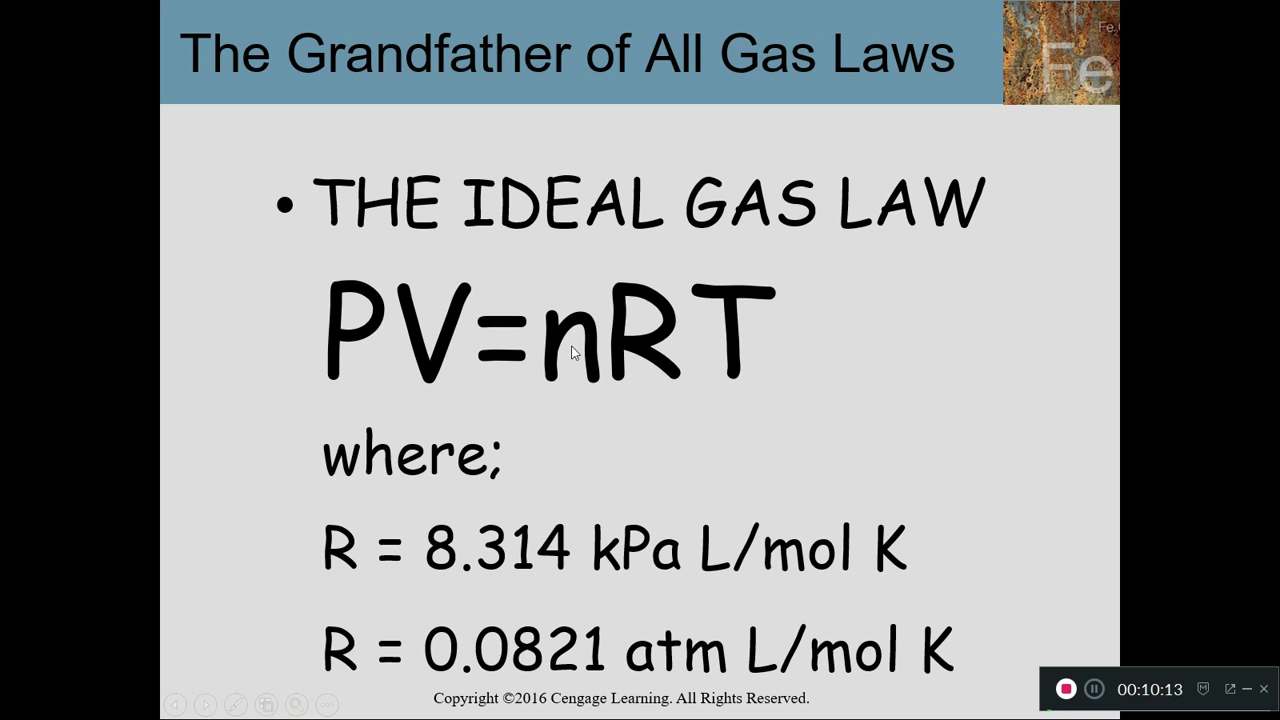 The Grandfather of All Gas Laws
Fe
Fe
• THE IDEAL GAS LAW
PV=nRT
where;
R = 8.314 kPa L/mol K
R = 0.0821 atm L/mol K
Copyright ©2016 Cengage Learning. All Rights Reserved.
00:10:13